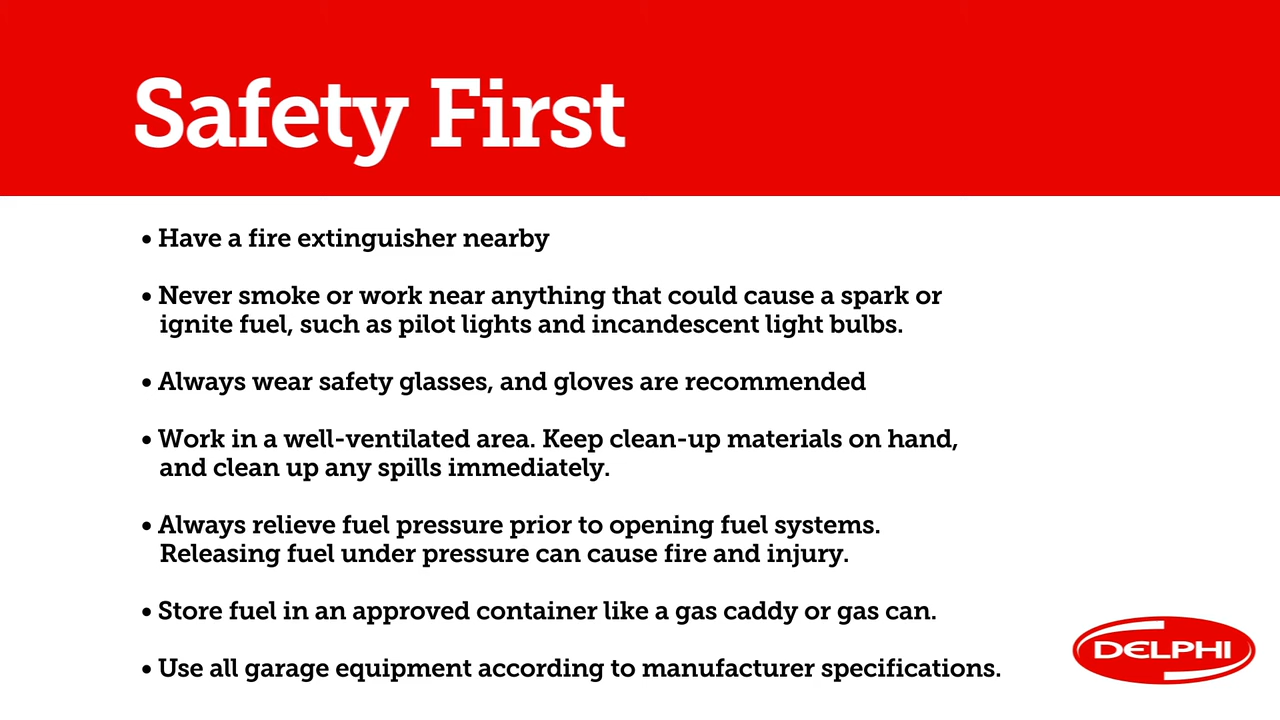 Safety First
• Have a fire extinguisher nearby
• Never smoke or work near anything that could cause a spark or
ignite fuel, such as pilot lights and incandescent light bulbs.
• Always wear safety glasses, and gloves are recommended
• Work in a well-ventilated area. Keep clean-up materials on hand,
and clean up any spills immediately.
• Always relieve fuel pressure prior to opening fuel systems.
Releasing fuel under pressure can cause fire and injury.
• Store fuel in an approved container like a gas caddy or gas can.
• Use all garage equipment according to manufacturer specifications.
DELPHI